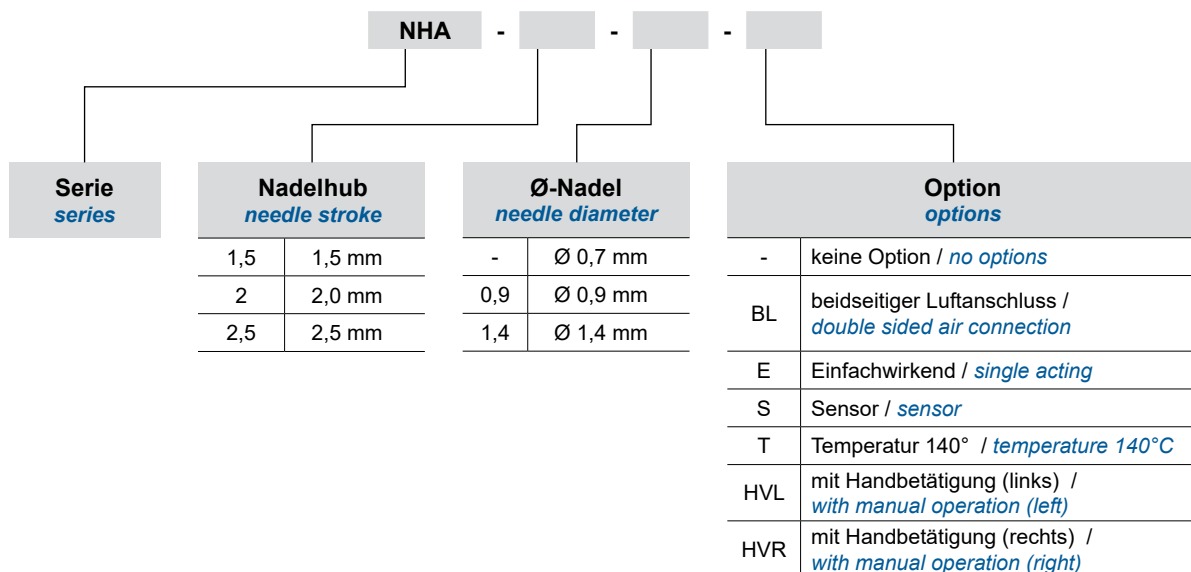 NHA - - -
Serie
series
Nadelhub
needle stroke
1,5 1,5 mm
2 2,0 mm
2,5 2,5 mm
Ø-Nadel
needle diameter
- Ø 0,7 mm
0,9 Ø 0,9 mm
1,4 Ø 1,4 mm
Option
options
- keine Option / no options
BL beidseitiger Luftanschluss /
double sided air connection
E Einfachwirkend / single acting
S Sensor / sensor
T Temperatur 140° / temperature 140°C
HVL mit Handbetätigung (links) /
with manual operation (left)
HVR mit Handbetätigung (rechts) /
with manual operation (right)